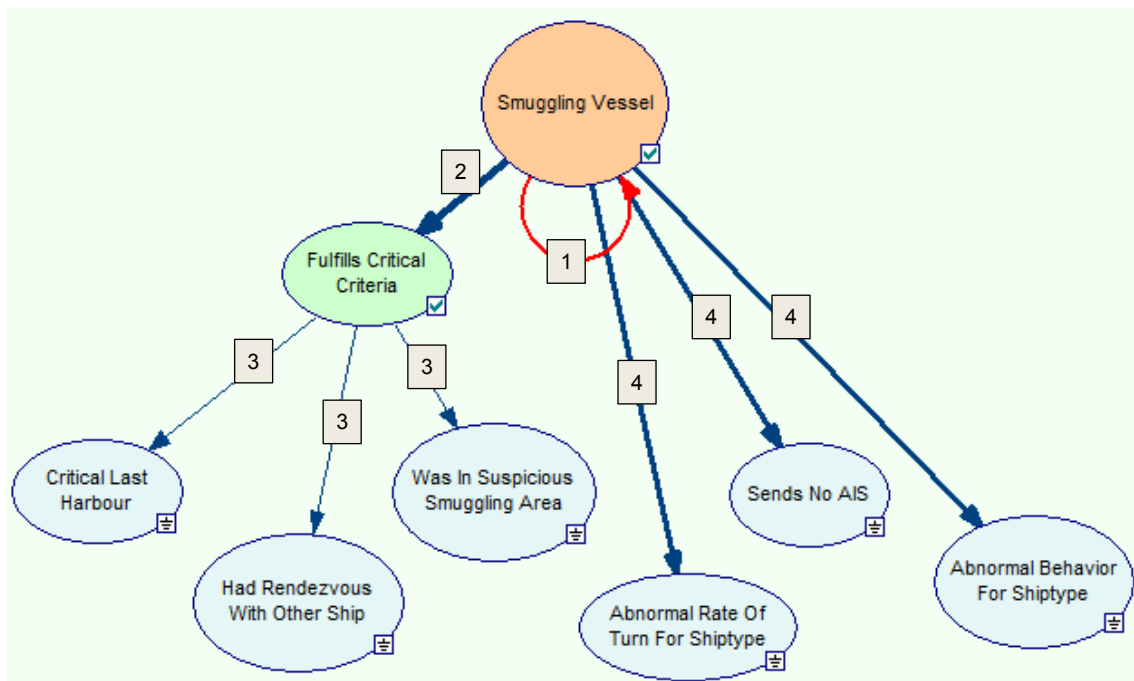 Smuggling Vessel
2
Fulfills Critical
Criteria
1
3
3
3
4
4
4
Critical Last
Harbour
Was In Suspicious
Smuggling Area
Sends No AIS
Had Rendezvous
With Other Ship
Abnormal Rate Of
Turn For Shiptype
Abnormal Behavior
For Shiptype